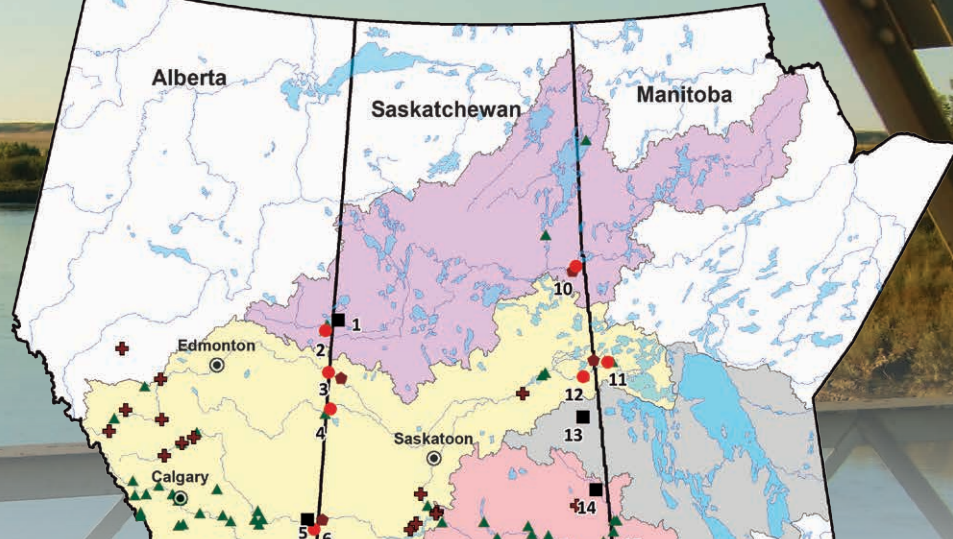 Alberta
Saskatchewan
Manitoba
10
1
2
Edmonton
3
11
12
4
13
Saskatoon
Calgary
14
5
6